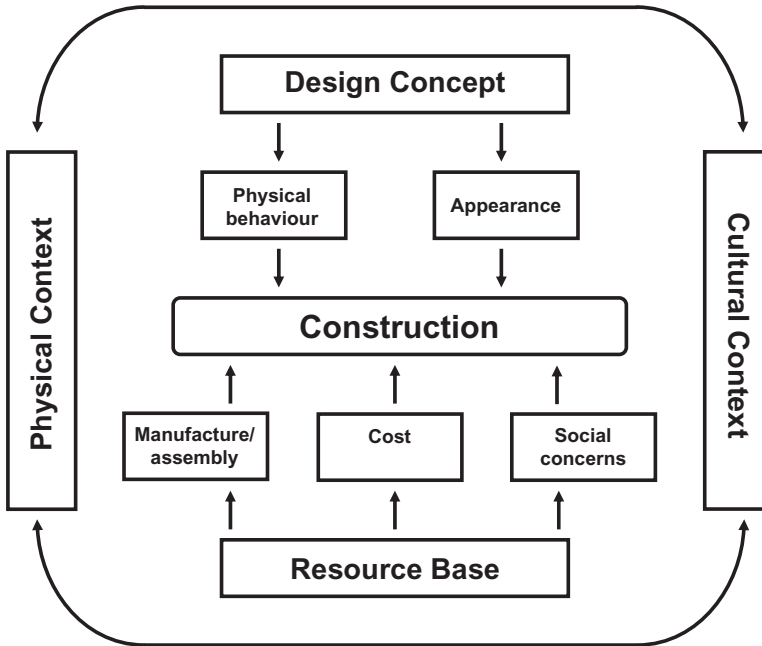 Design Concept
Physical
behaviour
Appearance
Physical Context
Cultural Context
Construction
Manufacture/
assembly
Cost
Social
concerns
Resource Base